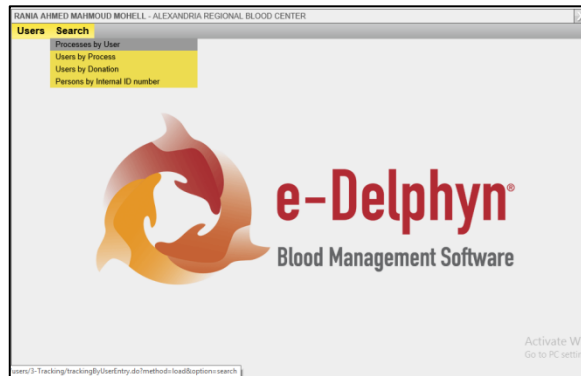 RANIA AHMED MAHMOUD MOHELL - ALEXANDRIA REGIONAL BLOOD CENTER
Users Search
Processes by User
Users by Process
Users by Donation
Persons by Internal ID number
e-Delphyn®
Blood Management Software
Activate W
Go to PC settin
users/3-Tracking/trackingByUserEntry.do?method=load&option=search